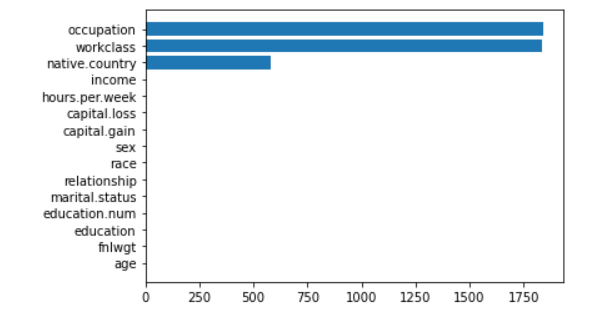 occupation
workclass
native.country
income
hours.per.week
capital.loss
capital.gain
sex
race
relationship
marital.status
education.num
education
fnlwgt
age
0 250 500 750 1000 1250 1500 1750